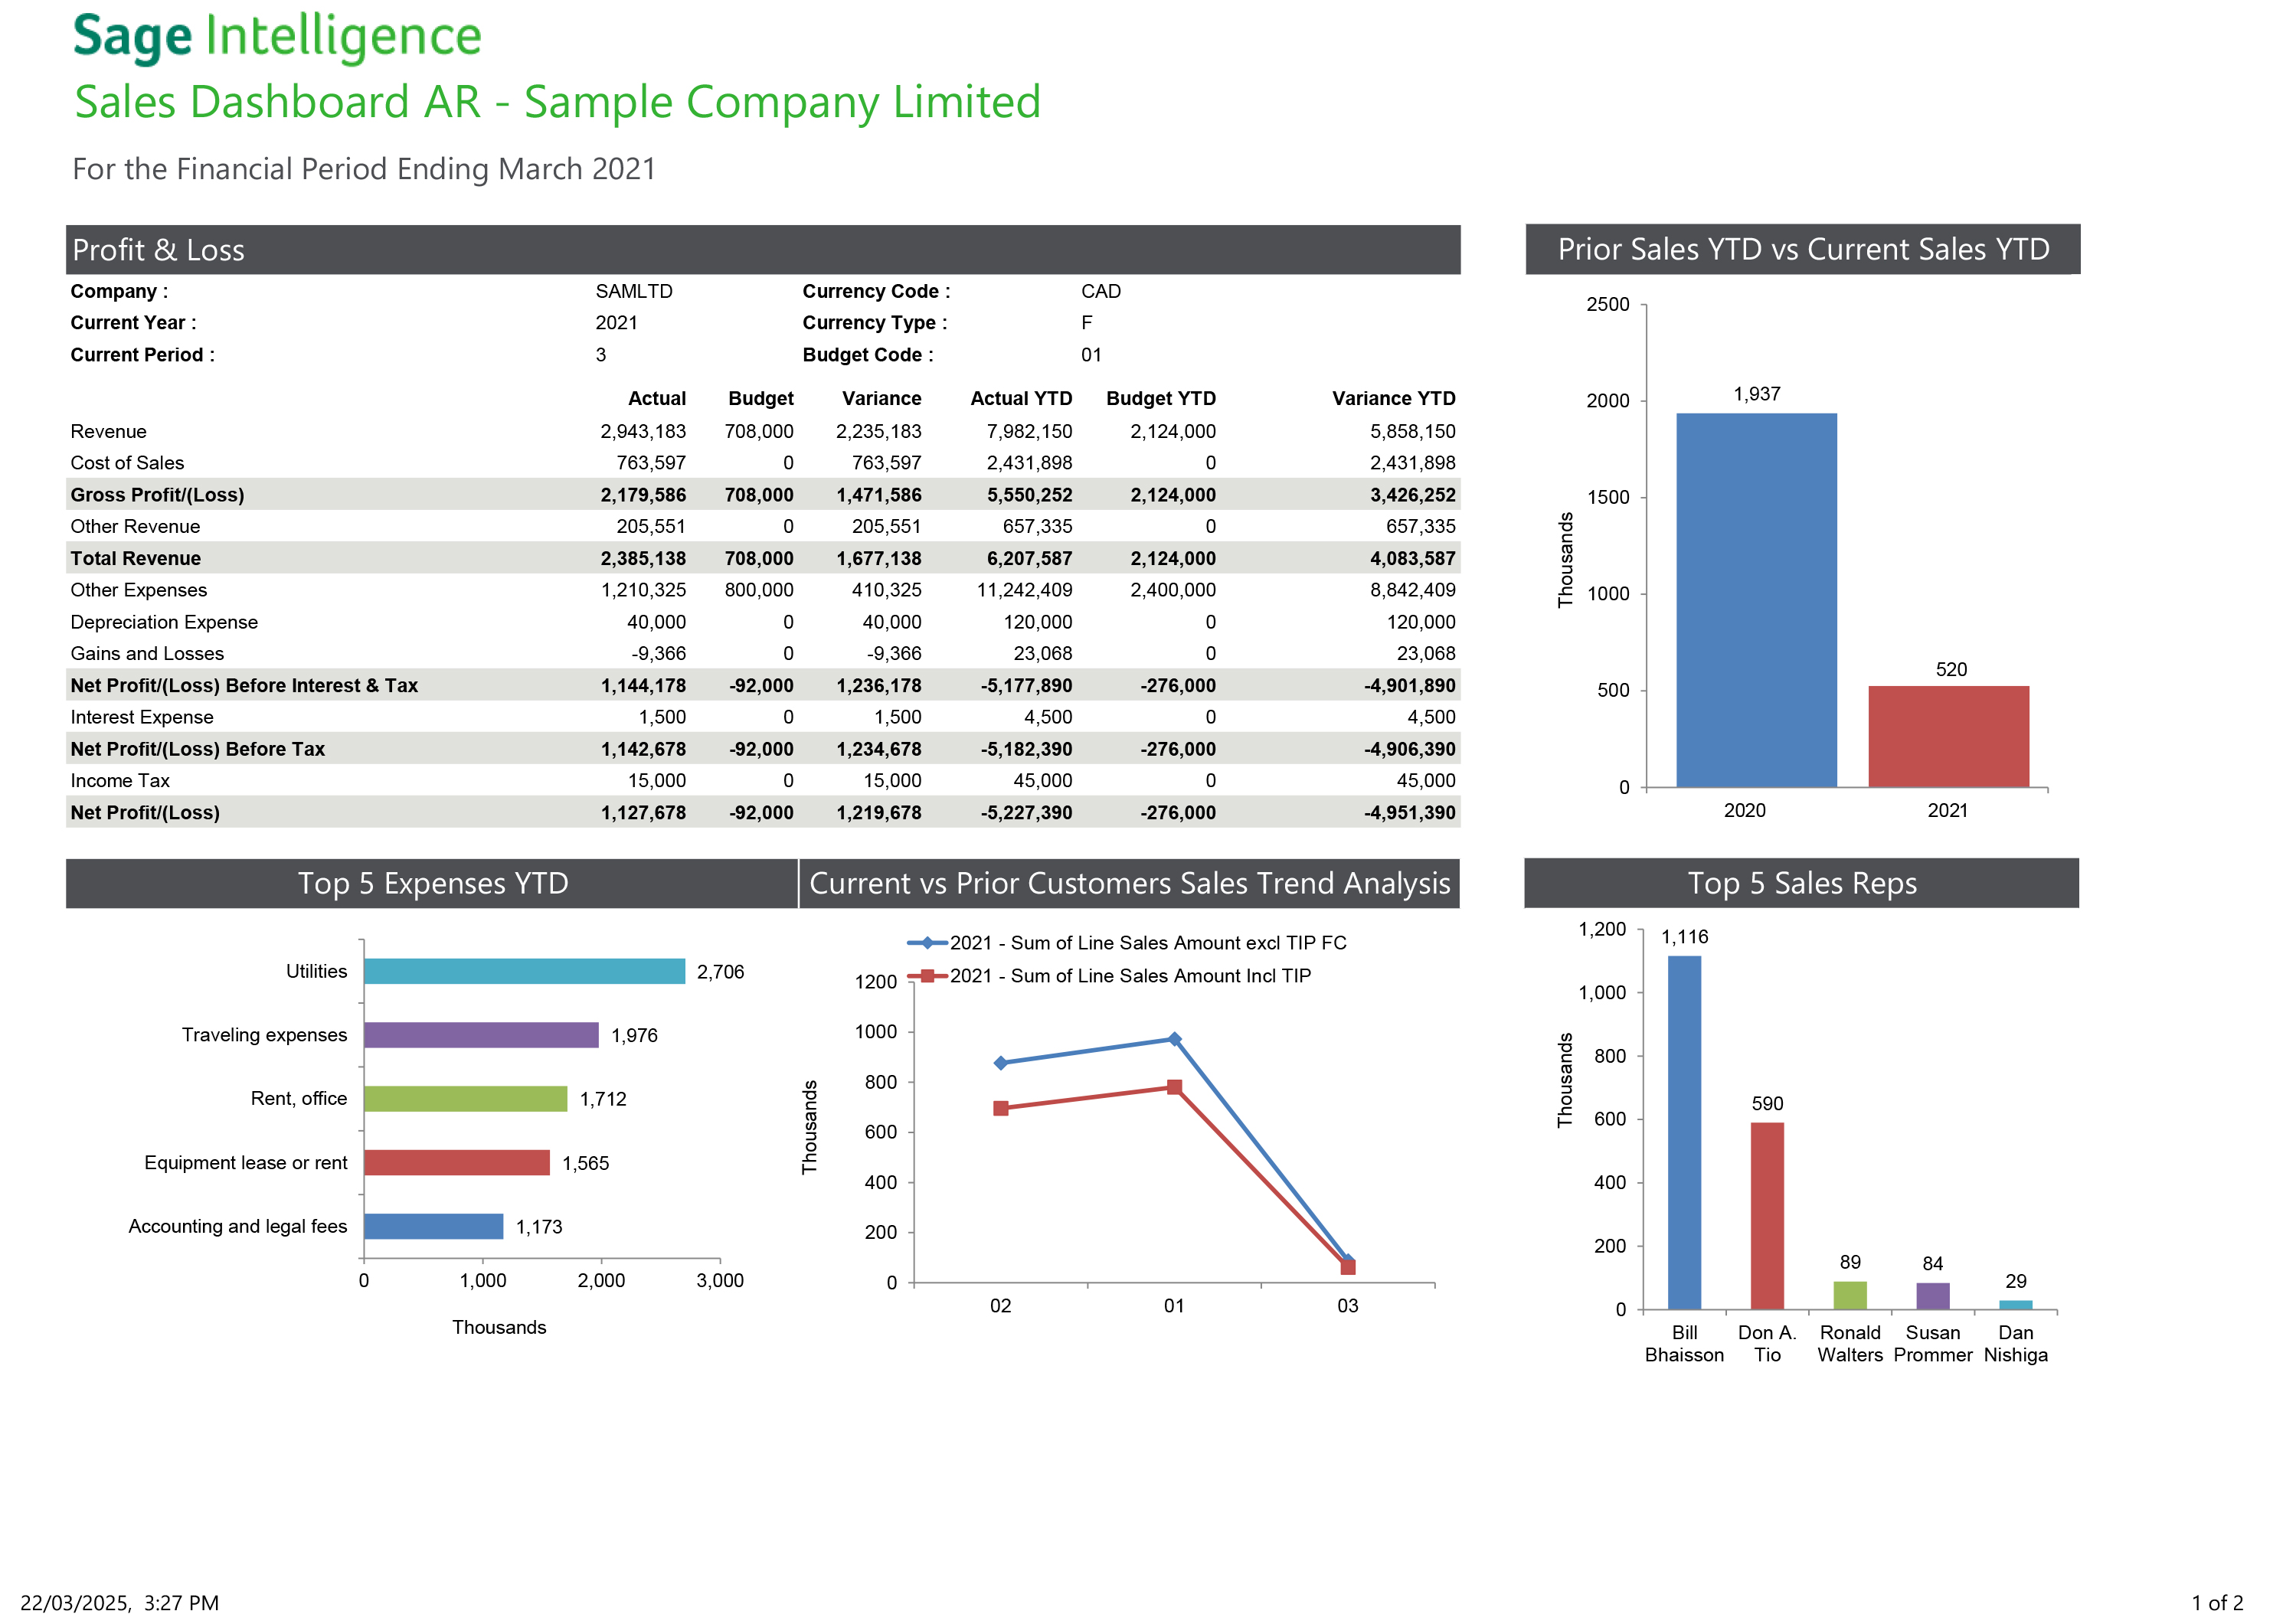 Sage Intelligence
Sales Dashboard AR - Sample Company Limited
For the Financial Period Ending March 2021
Profit & Loss
Company : SAMLTD Currency Code : CAD
Current Year : 2021 Currency Type : F
Current Period : 3 Budget Code : 01
Actual Budget Variance Actual YTD Budget YTD Variance YTD
Revenue 2,943,183 708,000 2,235,183 7,982,150 2,124,000 5,858,150
Cost of Sales 763,597 0 763,597 2,431,898 0 2,431,898
Gross Profit/(Loss) 2,179,586 708,000 1,471,586 5,550,252 2,124,000 3,426,252
Other Revenue 205,551 0 205,551 657,335 0 657,335
Total Revenue 2,385,138 708,000 1,677,138 6,207,587 2,124,000 4,083,587
Other Expenses 1,210,325 800,000 410,325 11,242,409 2,400,000 8,842,409
Depreciation Expense 40,000 0 40,000 120,000 0 120,000
Gains and Losses -9,366 0 -9,366 23,068 0 23,068
Net Profit/(Loss) Before Interest & Tax 1,144,178 -92,000 1,236,178 -5,177,890 -276,000 -4,901,890
Interest Expense 1,500 0 1,500 4,500 0 4,500
Net Profit/(Loss) Before Tax 1,142,678 -92,000 1,234,678 -5,182,390 -276,000 -4,906,390
Income Tax 15,000 0 15,000 45,000 0 45,000
Net Profit/(Loss) 1,127,678 -92,000 1,219,678 -5,227,390 -276,000 -4,951,390
Prior Sales YTD vs Current Sales YTD
2500
2000
1500
1000
500
0
Thousands
1,937
520
2020 2021
Top 5 Expenses YTD
Utilities 2,706
Traveling expenses 1,976
Rent, office 1,712
Equipment lease or rent 1,565
Accounting and legal fees 1,173
0 1,000 2,000 3,000
Thousands
Current vs Prior Customers Sales Trend Analysis
2021 - Sum of Line Sales Amount excl TIP FC
2021 - Sum of Line Sales Amount Incl TIP
1200
1000
800
600
400
200
0
Thousands
02 01 03
Top 5 Sales Reps
1,200
1,000
800
600
400
200
0
Thousands
1,116
590
89
84
29
Bill Don A. Ronald Susan Dan
Bhaisson Tio Walters Prommer Nishiga
22/03/2025, 3:27 PM
1 of 2